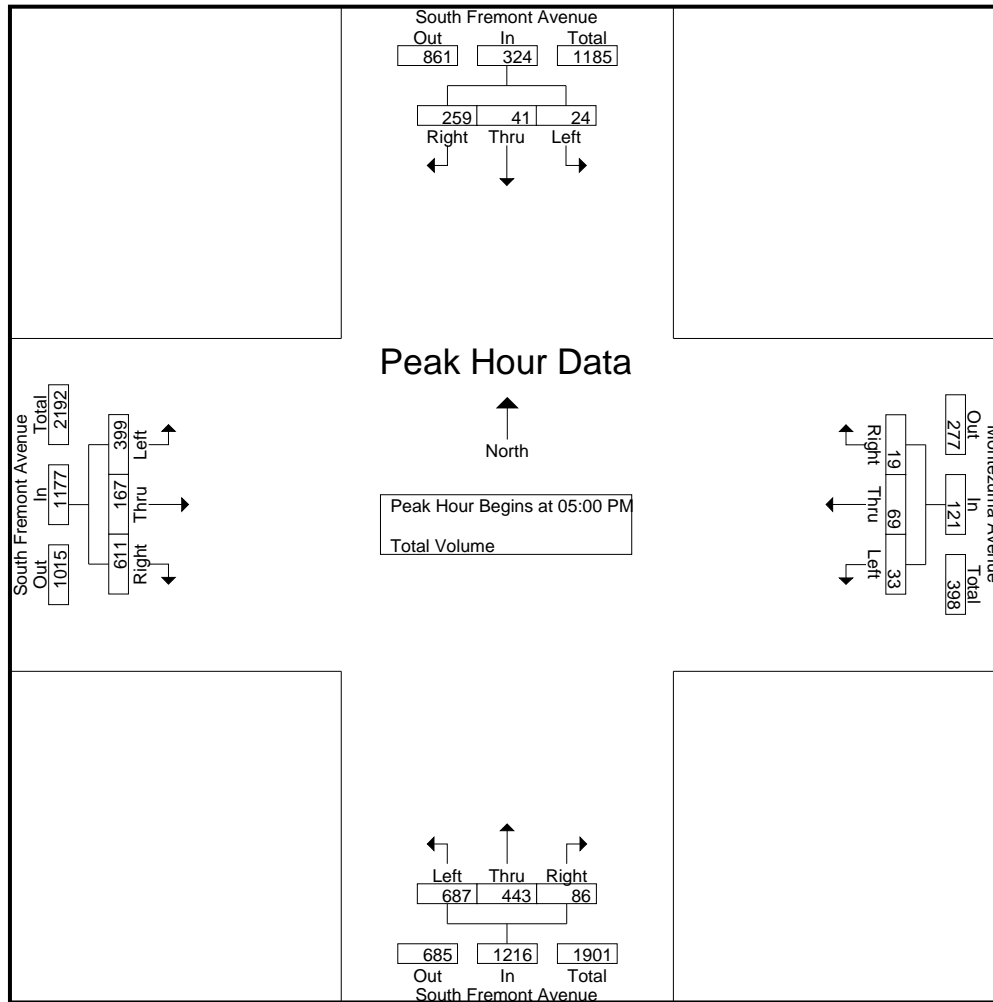 South Fremont Avenue
Out In Total
861 324 1185
259 41 24
Right Thru Left
Peak Hour Data
North
Peak Hour Begins at 05:00 PM
Total Volume
South Fremont Avenue
Out In Total
1015 1177 2192
611 167 399
Right Thru Left
Montezuma Avenue
Out In Total
277 121 398
19 69 33
Right Thru Left
Left Thru Right
687 443 86
685 1216 1901
Out In Total
South Fremont Avenue